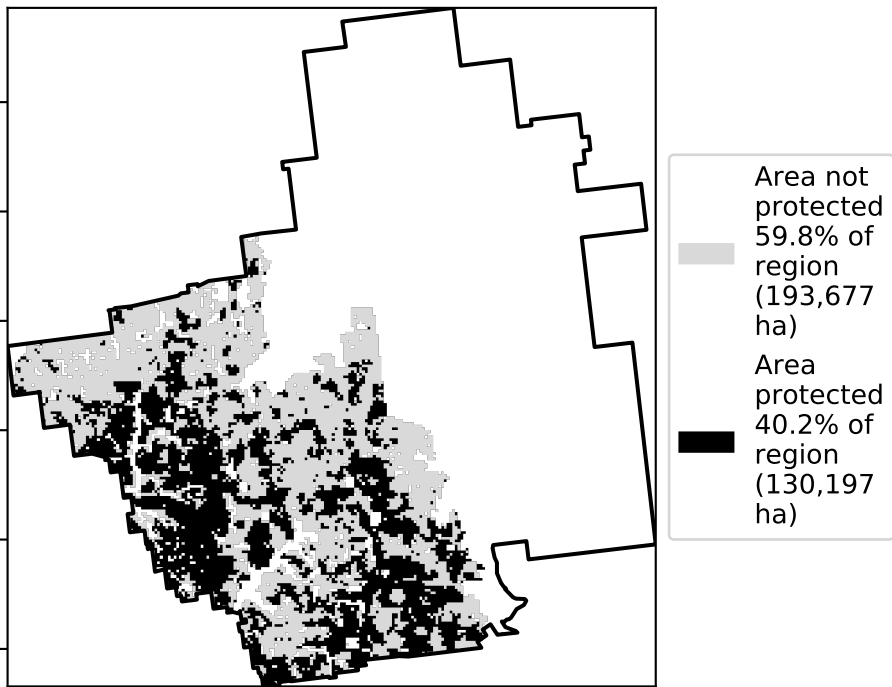 Area not
protected
59.8% of
region
(193,677
ha)
Area
protected
40.2% of
region
(130,197
ha)